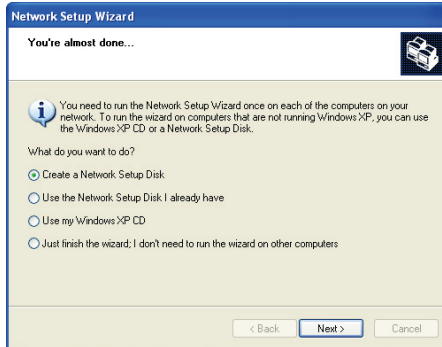 Network Setup Wizard
You're almost done...
You need to run the Network Setup Wizard once on each of the computers on your
network. To run the wizard on computers that are not running Windows XP, you can use
the Windows XP CD or a Network Setup Disk.
What do you want to do?
Create a Network Setup Disk
Use the Network Setup Disk I already have
Use my Windows XP CD
Just finish the wizard; I don't need to run the wizard on other computers
< Back Next > Cancel